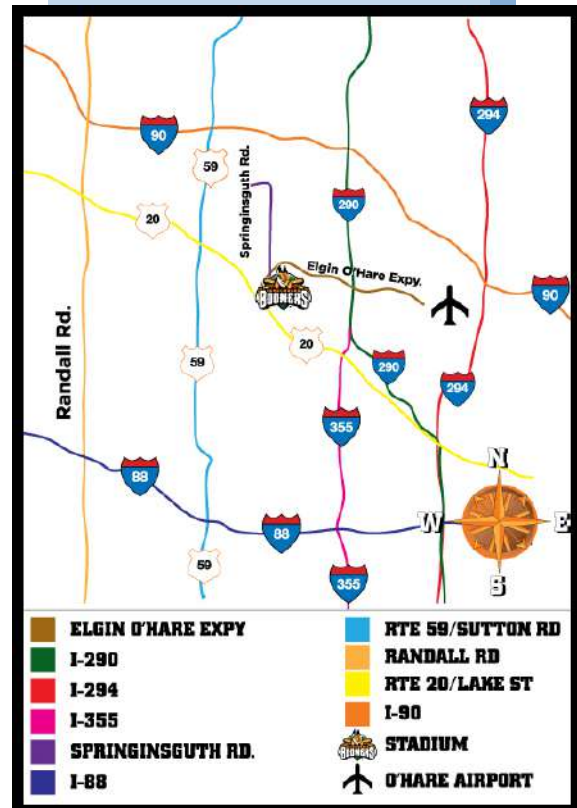 294
90
59
Springinsguth Rd.
290
20
Elgin O'Hare Expy.
BOOMERS
90
Randall Rd.
20
59
290
294
355
88
N
88
W
E
59
355
S
ELGIN O'HARE EXPY
I-290
I-294
I-355
SPRINGINSGUTH RD.
I-88
RTE 59/SUTTON RD
RANDALL RD
RTE 20/LAKE ST
I-90
BOOMERS
STADIUM
O'HARE AIRPORT